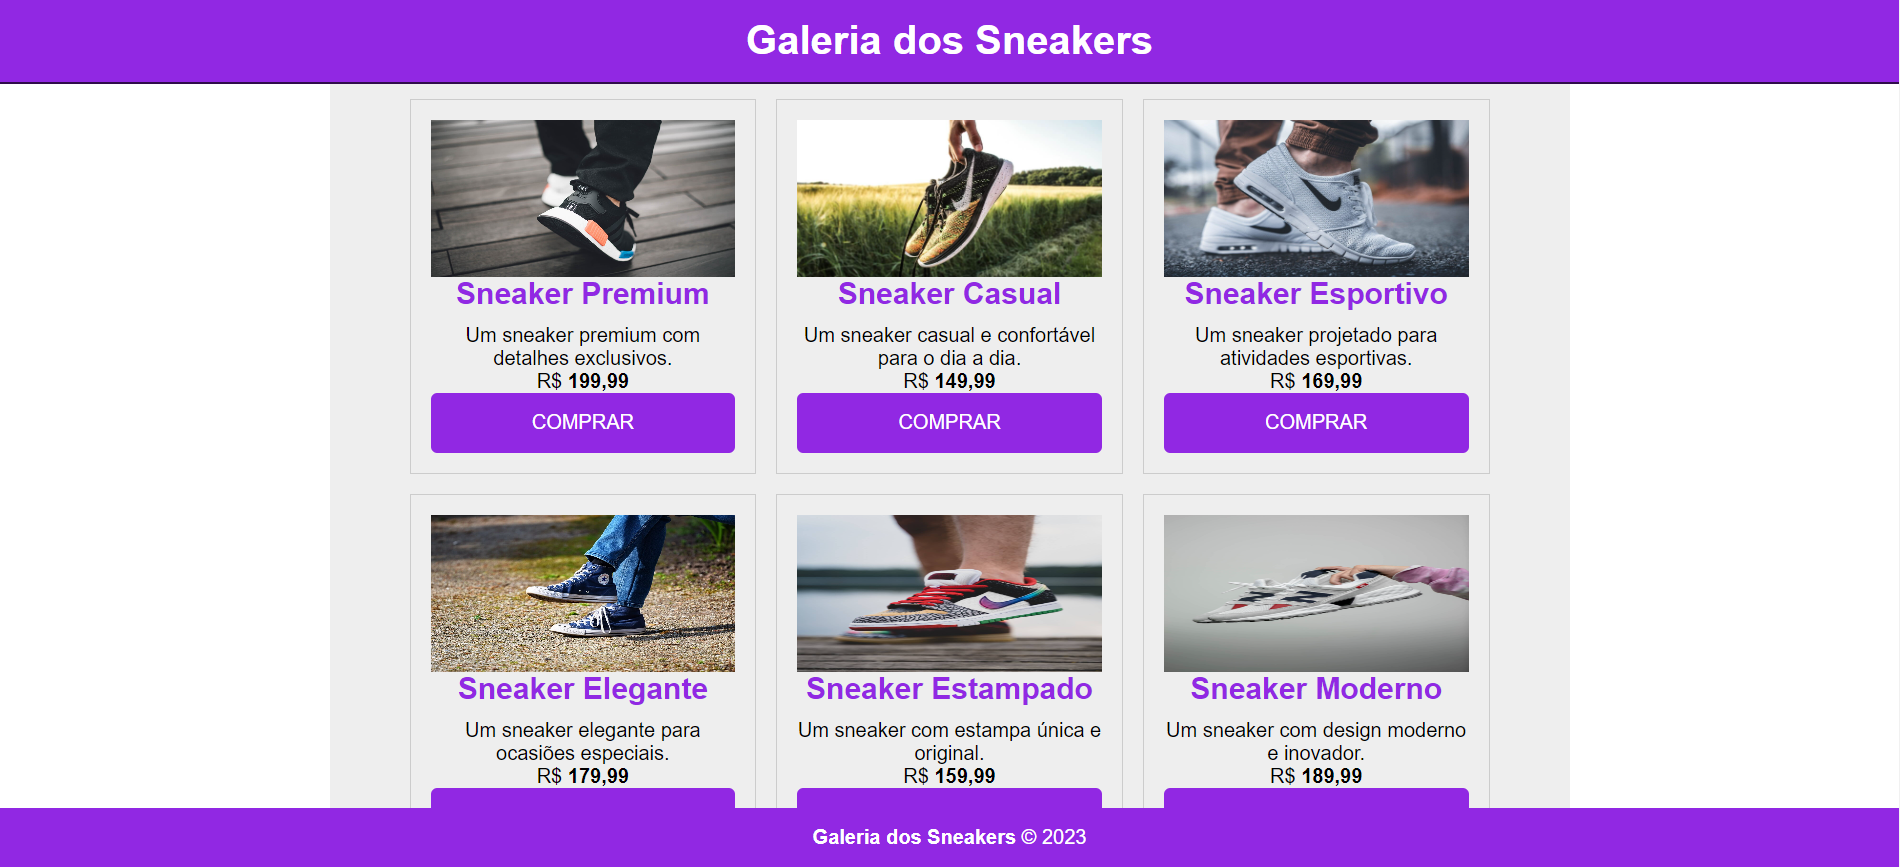 Galeria dos Sneakers
Sneaker Premium
Um sneaker premium com
detalhes exclusivos.
R$ 199,99
COMPRAR
Sneaker Casual
Um sneaker casual e confortável
para o dia a dia.
R$ 149,99
COMPRAR
Sneaker Esportivo
Um sneaker projetado para
atividades esportivas.
R$ 169,99
COMPRAR
Sneaker Elegante
Um sneaker elegante para
ocasiões especiais.
R$ 179,99
Sneaker Estampado
Um sneaker com estampa única e
original.
R$ 159,99
Sneaker Moderno
Um sneaker com design moderno
e inovador.
R$ 189,99
Galeria dos Sneakers © 2023